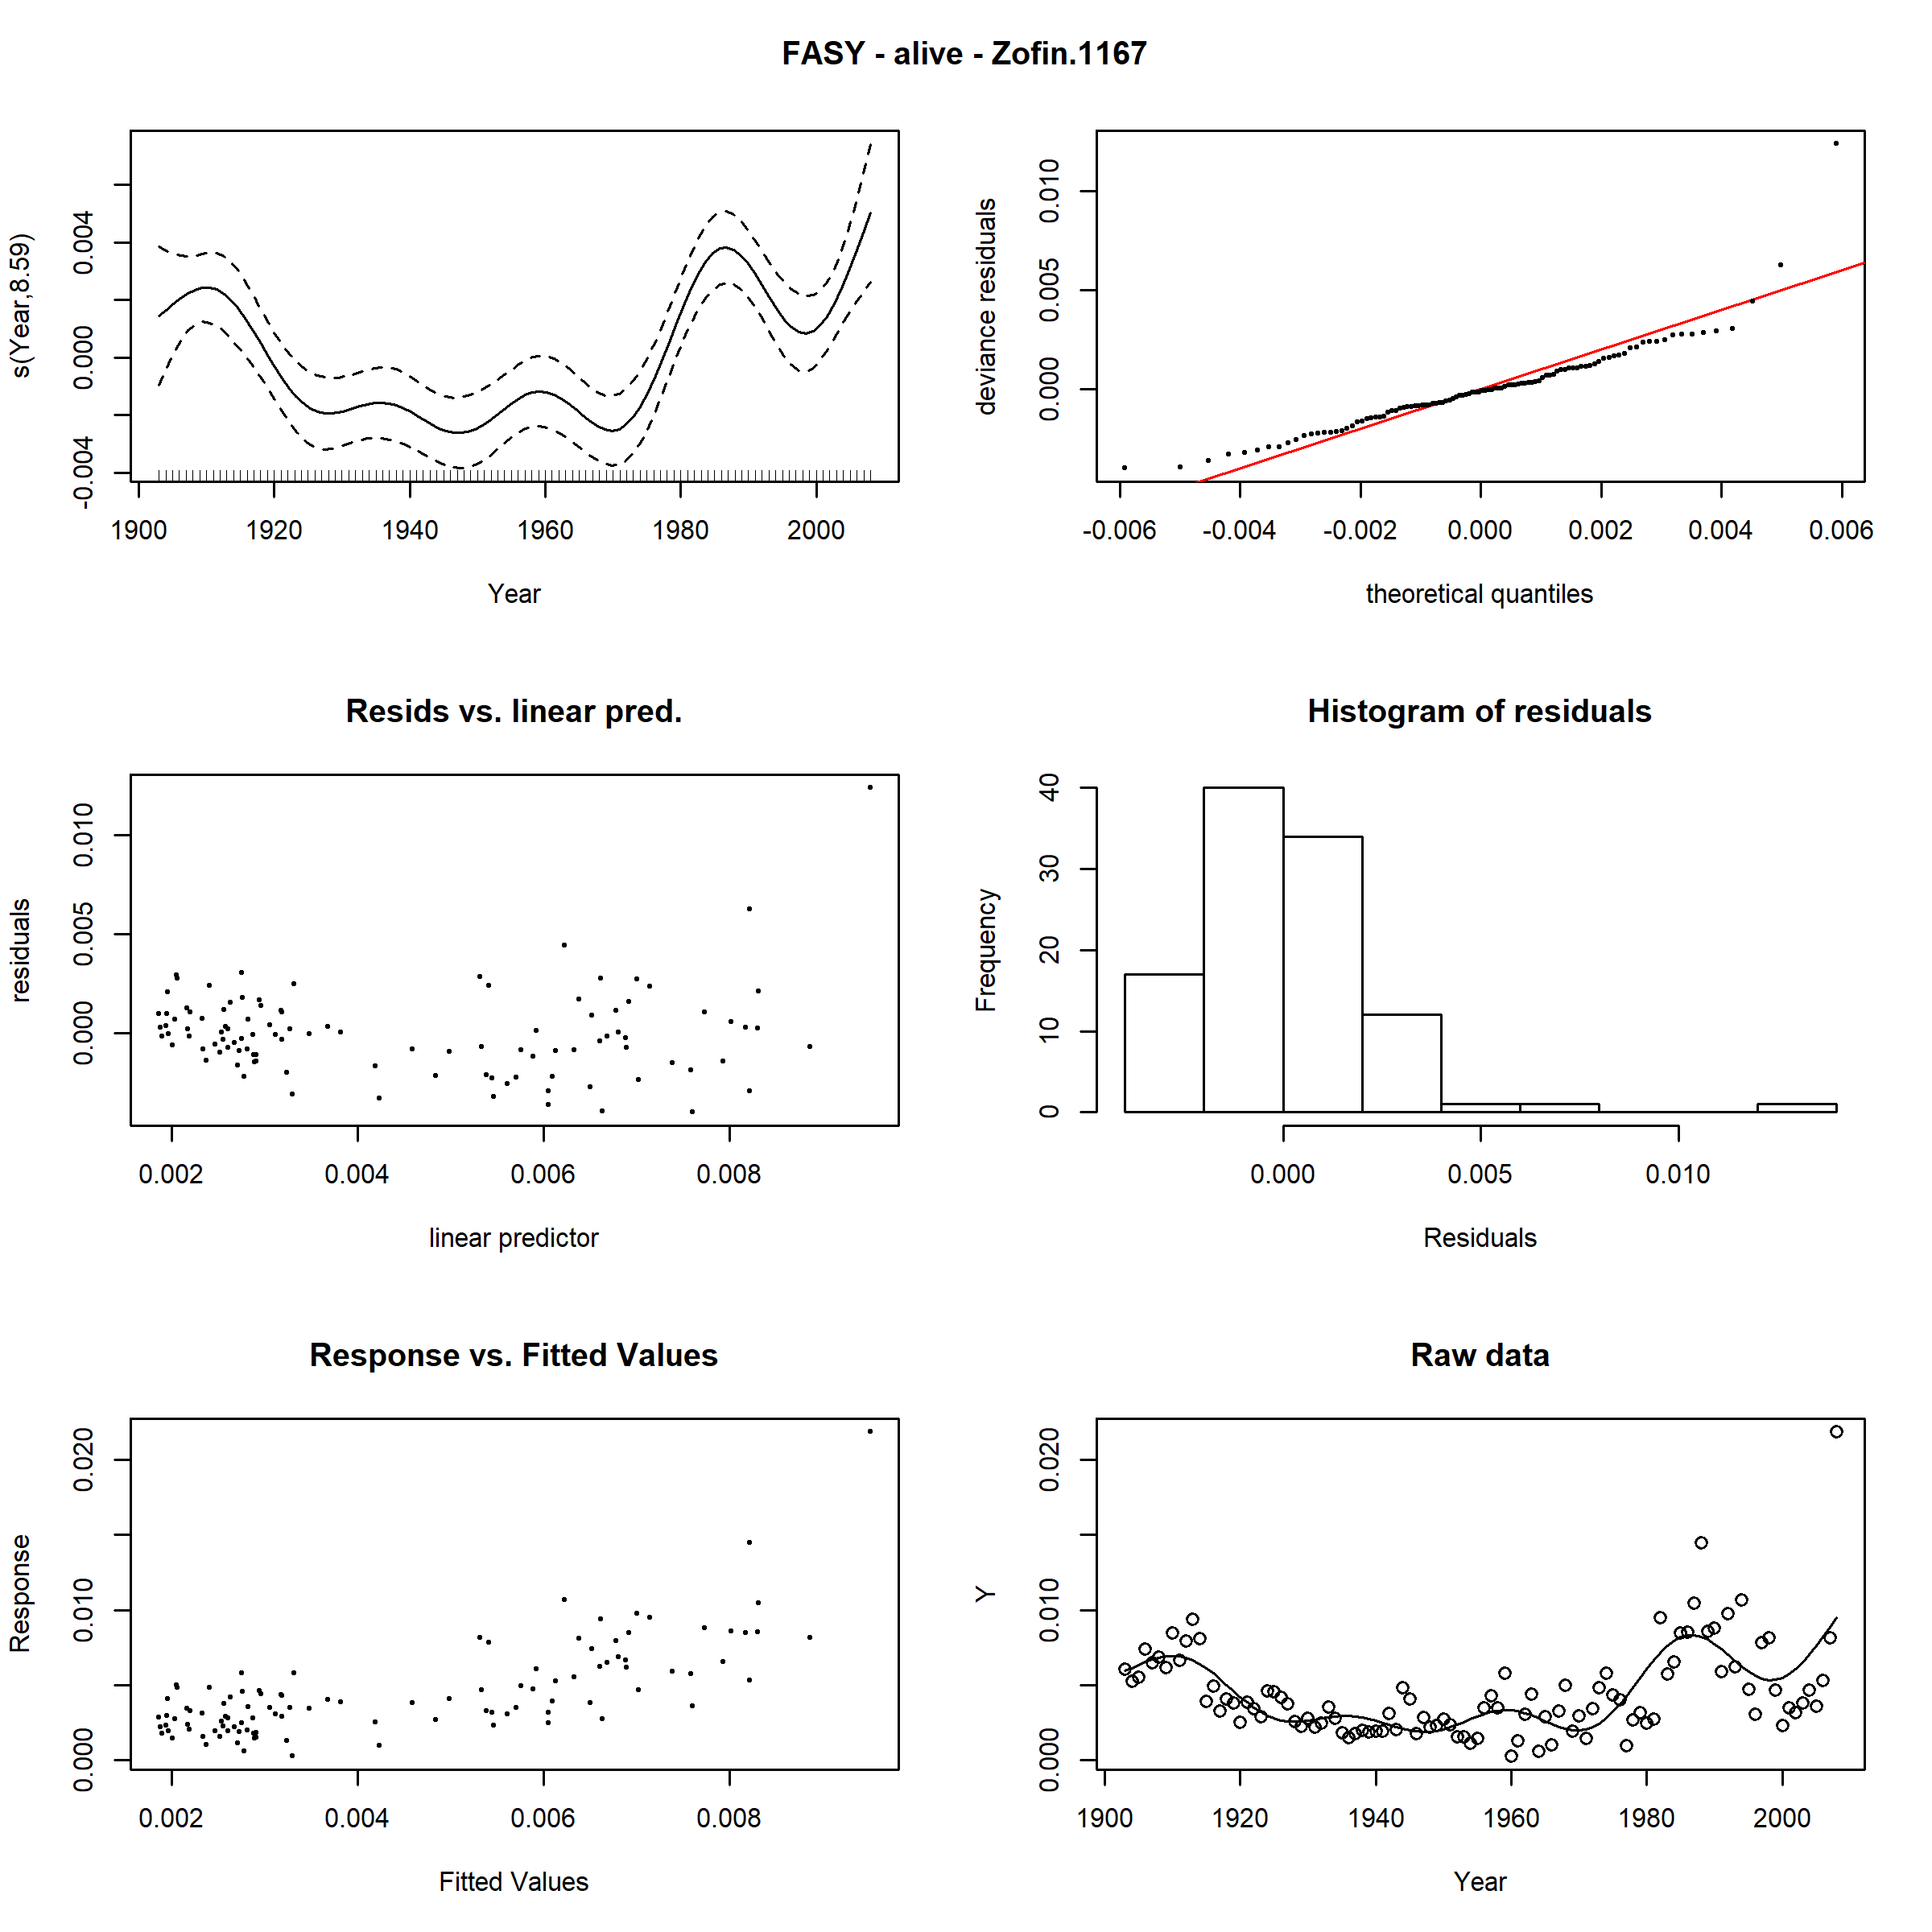 FASY - alive - Zofin.1167
s(Year,8.59)
-0.004 0.000 0.004
1900 1920 1940 1960 1980 2000
Year
deviance residuals
0.000 0.005 0.010
-0.006 -0.004 -0.002 0.000 0.002 0.004 0.006
theoretical quantiles
Resids vs. linear pred.
residuals
0.000 0.005 0.010
0.002 0.004 0.006 0.008
linear predictor
Histogram of residuals
Frequency
0 10 20 30 40
0.000 0.005 0.010
Residuals
Response vs. Fitted Values
Response
0.000 0.010 0.020
0.002 0.004 0.006 0.008
Fitted Values
Raw data
Y
0.000 0.010 0.020
1900 1920 1940 1960 1980 2000
Year